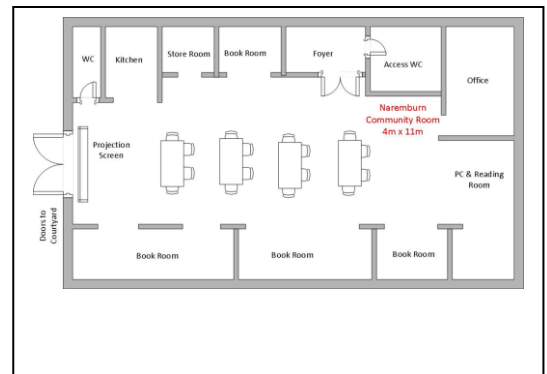 WC
Kitchen
Store Room
Book Room
Foyer
Access WC
Office
Naremburn
Community Room
4m x 11m
Projection
Screen
PC & Reading
Room
Doors to
Courtyard
Book Room
Book Room
Book Room